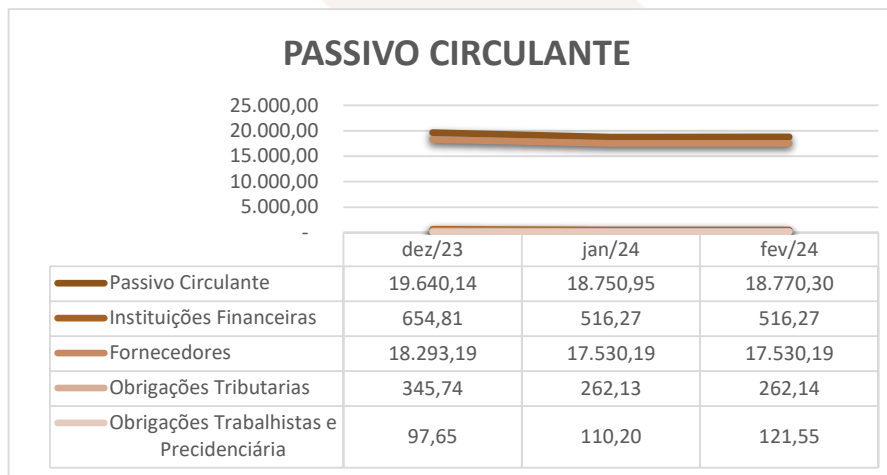 PASSIVO CIRCULANTE
25.000,00
20.000,00
15.000,00
10.000,00
5.000,00
-
dez/23 jan/24 fev/24
Passivo Circulante 19.640,14 18.750,95 18.770,30
Instituições Financeiras 654,81 516,27 516,27
Fornecedores 18.293,19 17.530,19 17.530,19
Obrigações Tributarias 345,74 262,13 262,14
Obrigações Trabalhistas e
Precidenciária 97,65 110,20 121,55